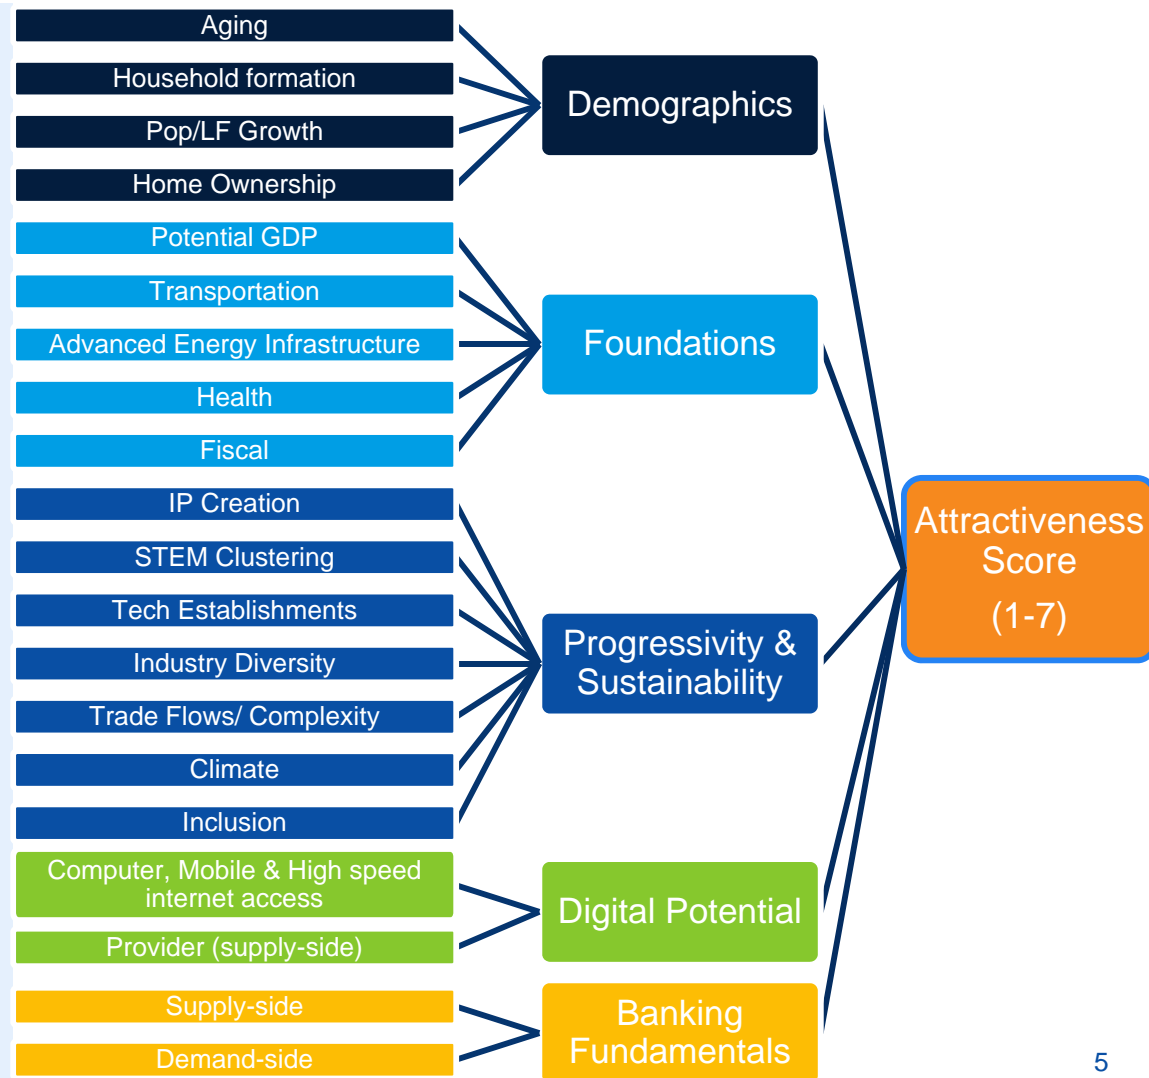 Aging
Household formation
Pop/LF Growth
Home Ownership
Demographics
Potential GDP
Transportation
Advanced Energy Infrastructure
Health
Fiscal
Foundations
IP Creation
STEM Clustering
Tech Establishments
Industry Diversity
Trade Flows/ Complexity
Climate
Inclusion
Progressivity &
Sustainability
Computer, Mobile & High speed
internet access
Provider (supply-side)
Digital Potential
Supply-side
Demand-side
Banking
Fundamentals
Attractiveness
Score
(1-7)
5